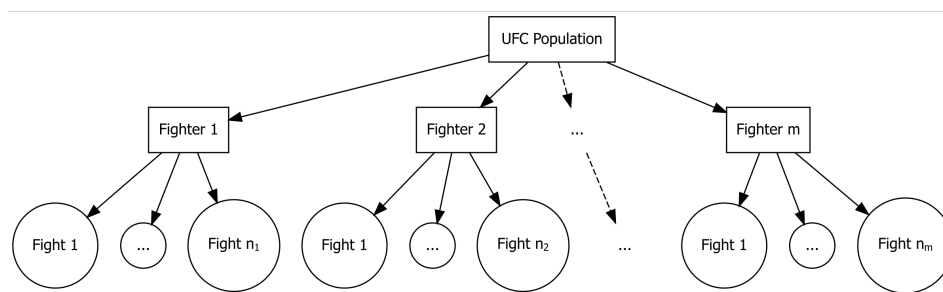 UFC Population
Fighter 1
Fighter 2
...
Fighter m
Fight 1
...
Fight n₁
Fight 1
...
Fight n₂
...
Fight 1
...
Fight nₘ